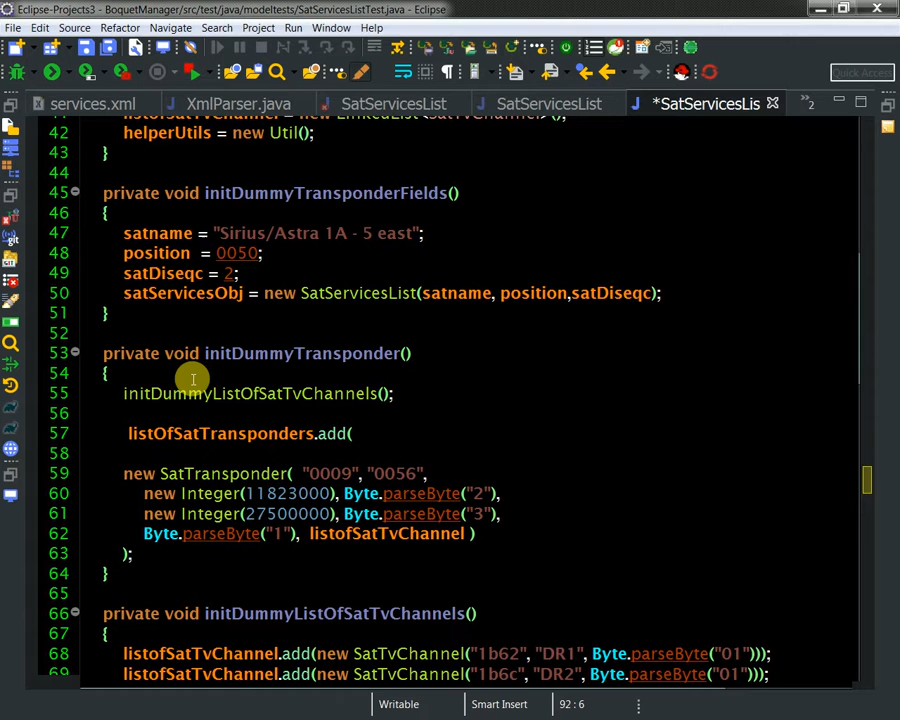 Eclipse-Projects3 - BoquetManager/src/test/java/modeltests/SatServicesListTest.java - Eclipse
File Edit Source Refactor Navigate Search Project Run Window Help
Quick Access
services.xml XmlParser.java SatServicesList SatServicesList *SatServicesLis 2
42 helperUtils = new Util();
43 }
44
45 private void initDummyTransponderFields()
46 {
47 satname = "Sirius/Astra 1A - 5 east";
48 position = 0050;
49 satDiseqc = 2;
50 satServicesObj = new SatServicesList(satname, position,satDiseqc);
51 }
52
53 private void initDummyTransponder()
54 {
55 initDummyListOfSatTvChannels();
56
57 listOfSatTransponders.add(
58
59 new SatTransponder( "0009", "0056",
60 new Integer(11823000), Byte.parseByte("2"),
61 new Integer(27500000), Byte.parseByte("3"),
62 Byte.parseByte("1"), listofSatTvChannel )
63 );
64 }
65
66 private void initDummyListOfSatTvChannels()
67 {
68 listofSatTvChannel.add(new SatTvChannel("1b62", "DR1", Byte.parseByte("01")));
69 listofSatTvChannel.add(new SatTvChannel("1b6c", "DR2", Byte.parseByte("01")));
Writable Smart Insert 92 : 6